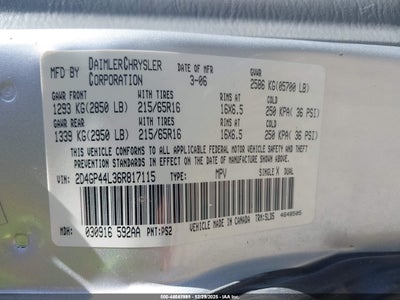 MFD BY DAIMLERCHRYSLER CORPORATION DATE OF MFR 3-06 GVWR 2586 KG(05700 LB)
GAWR FRONT WITH TIRES RIMS AT COLD
1293 KG(2850 LB) 215/65R16 16X6.5 250 KPA( 36 PSI)
GAWR REAR WITH TIRES RIMS AT COLD
1339 KG(2950 LB) 215/65R16 16X6.5 250 KPA( 36 PSI)
THIS VEHICLE CONFORMS TO ALL APPLICABLE FEDERAL MOTOR VEHICLE SAFETY AND
THEFT PREVENTION STANDARDS IN EFFECT ON THE DATE OF MANUFACTURE SHOWN ABOVE.
VIN: 2D4GP44L36R817115 TYPE: MPV SINGLE X DUAL
MDH: 030916 592AA PNT:PS2 VEHICLE MADE IN CANADA TRM:SLDS 4648505